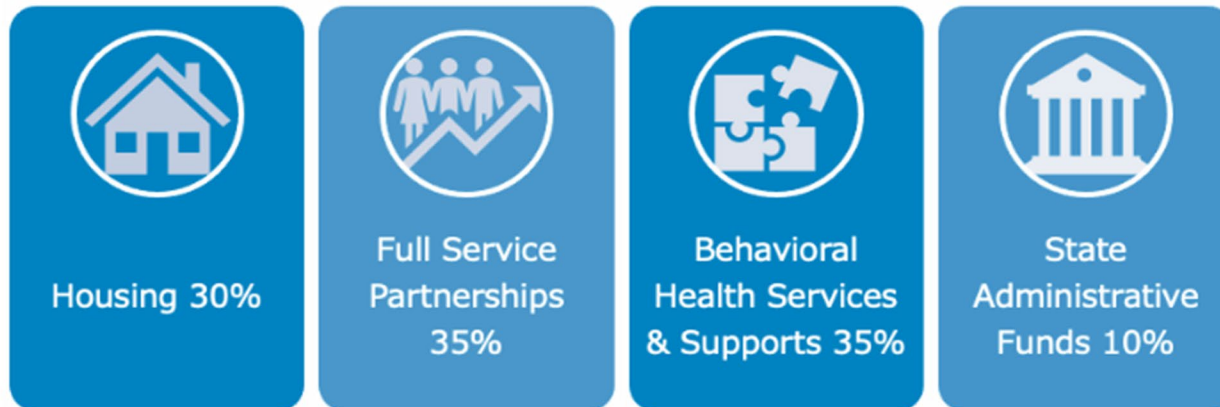 Housing 30%
Full Service
Partnerships
35%
Behavioral
Health Services
& Supports 35%
State
Administrative
Funds 10%